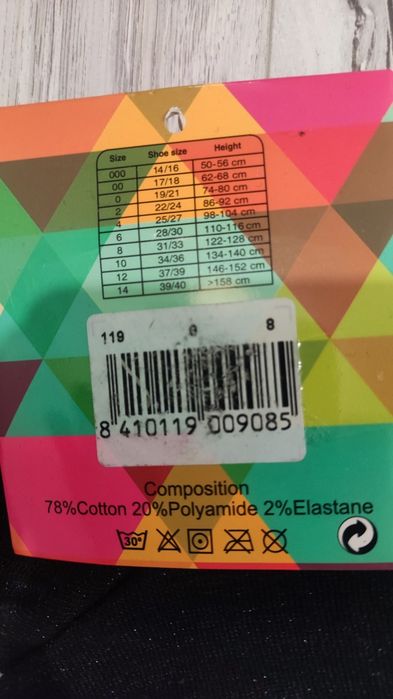 Size Shoe size Height
000 14/16 50-56 cm
00 17/18 62-68 cm
0 19/21 74-80 cm
2 22/24 86-92 cm
4 25/27 98-104 cm
6 28/30 110-116 cm
8 31/33 122-128 cm
10 34/36 134-140 cm
12 37/39 146-152 cm
14 39/40 >158 cm
119 8
8 410119 009085
Composition
78%Cotton 20%Polyamide 2%Elastane
30°